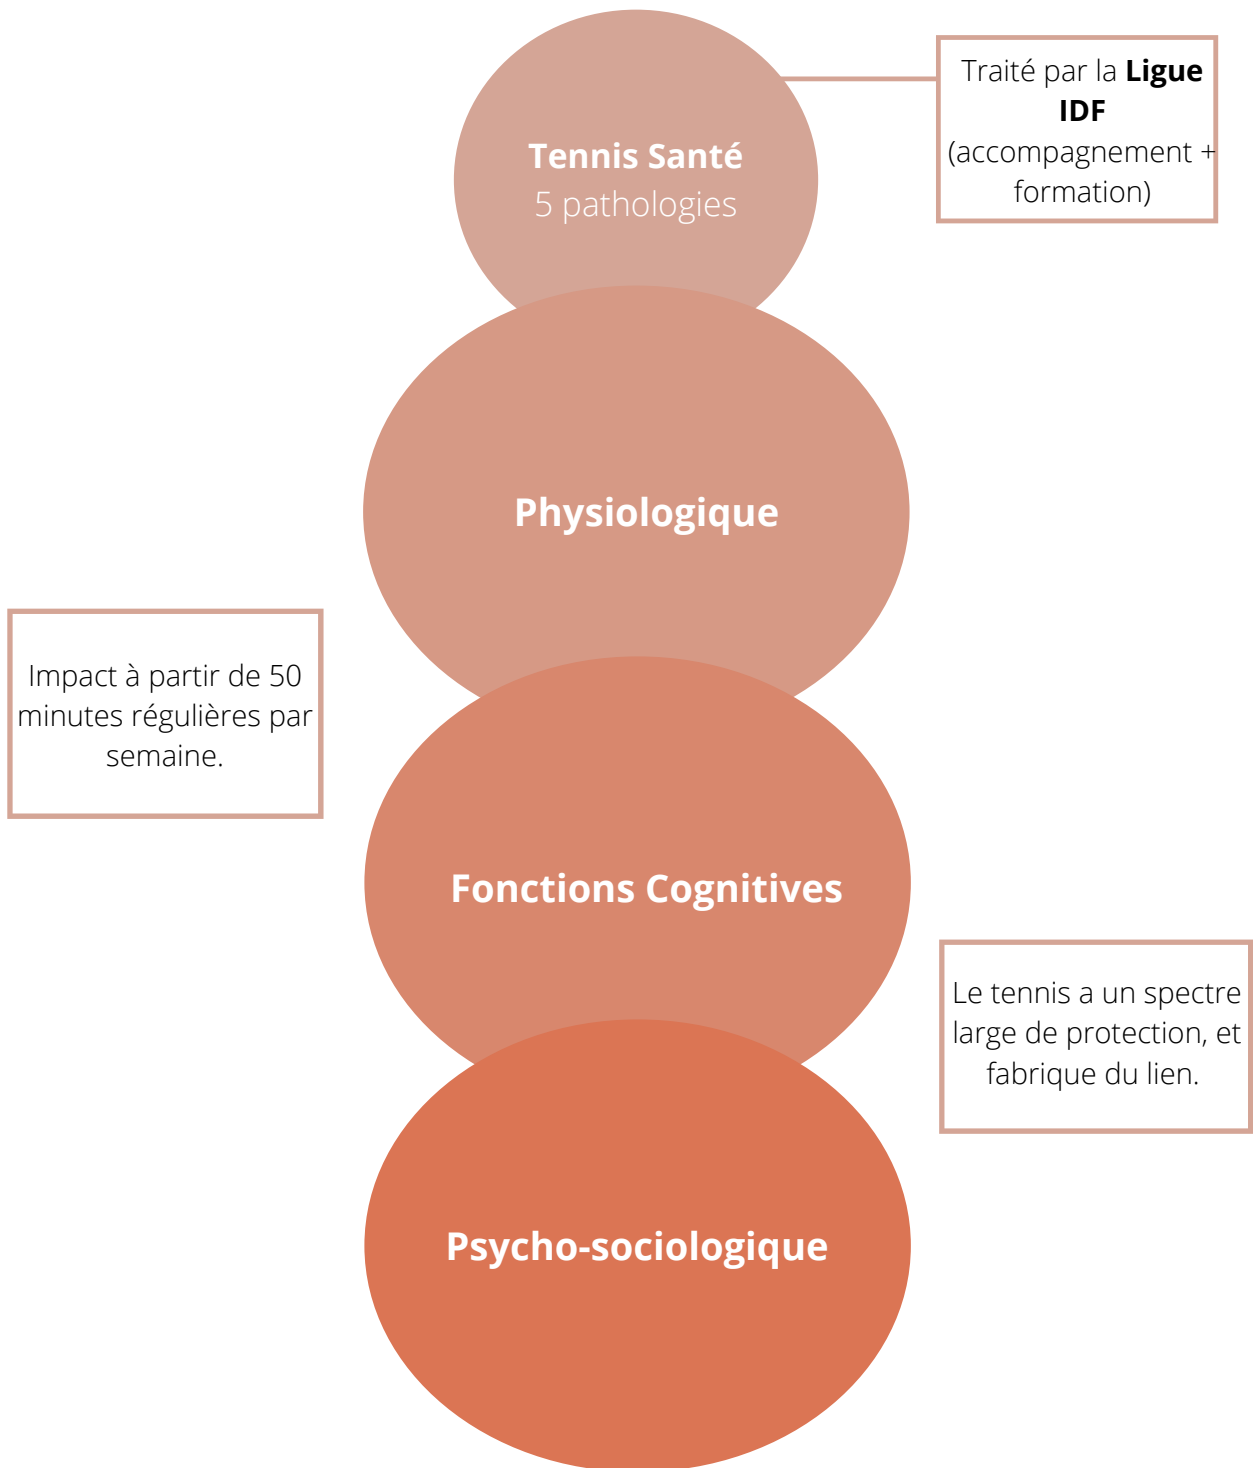 Tennis Santé
5 pathologies
Traité par la Ligue
IDF
(accompagnement +
formation)
Physiologique
Impact à partir de 50
minutes régulières par
semaine.
Fonctions Cognitives
Le tennis a un spectre
large de protection, et
fabrique du lien.
Psycho-sociologique